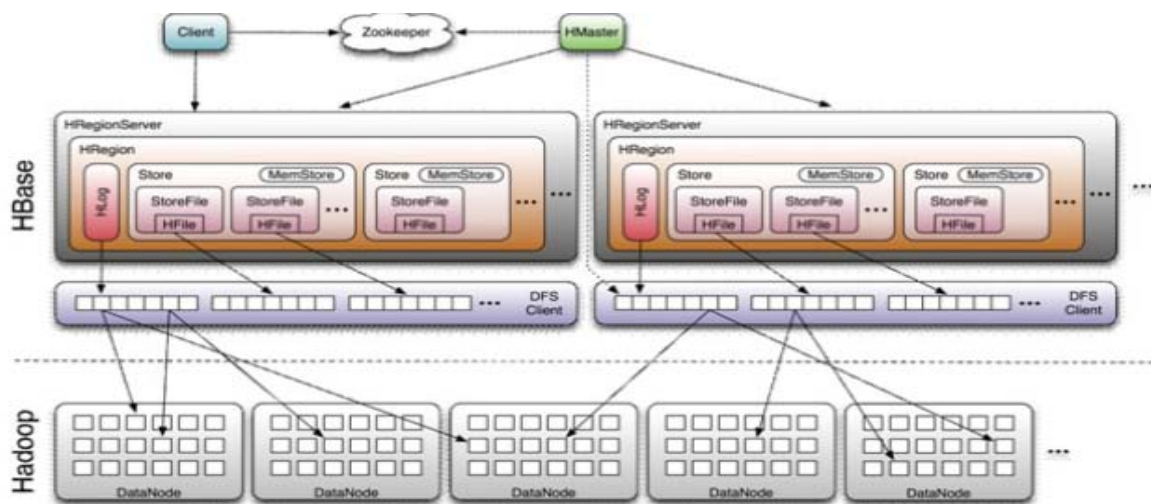 Client
Zookeeper
HMaster
HBase
HRegionServer
HRegion
HLog
Store
MemStore
StoreFile
HFile
StoreFile
HFile
...
Store
MemStore
StoreFile
HFile
...
...
HRegionServer
HRegion
HLog
Store
MemStore
StoreFile
HFile
StoreFile
HFile
...
Store
MemStore
StoreFile
HFile
...
...
...
...
DFS
Client
...
DFS
Client
Hadoop
DataNode
DataNode
DataNode
DataNode
DataNode
...